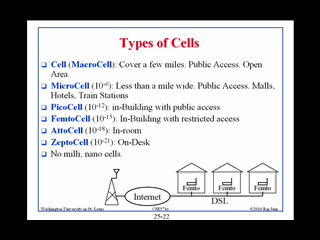 Types of Cells
Cell (MacroCell): Cover a few miles. Public Access. Open
Area.
MicroCell (10⁻⁶): Less than a mile wide. Public Access. Malls,
Hotels, Train Stations
PicoCell (10⁻¹²): in-Building with public access
FemtoCell (10⁻¹⁵): In-Building with restricted access
AttoCell (10⁻¹⁸): In-room
ZeptoCell (10⁻²¹): On-Desk
No milli, nano cells.
Femto Femto Femto
Internet
DSL
Washington University in St. Louis ©2016 Raj Jain
25-22